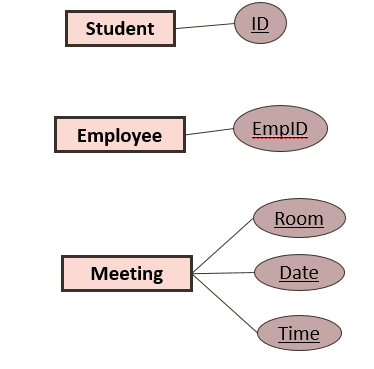 Student
ID
Employee
EmpID
Meeting
Room
Date
Time